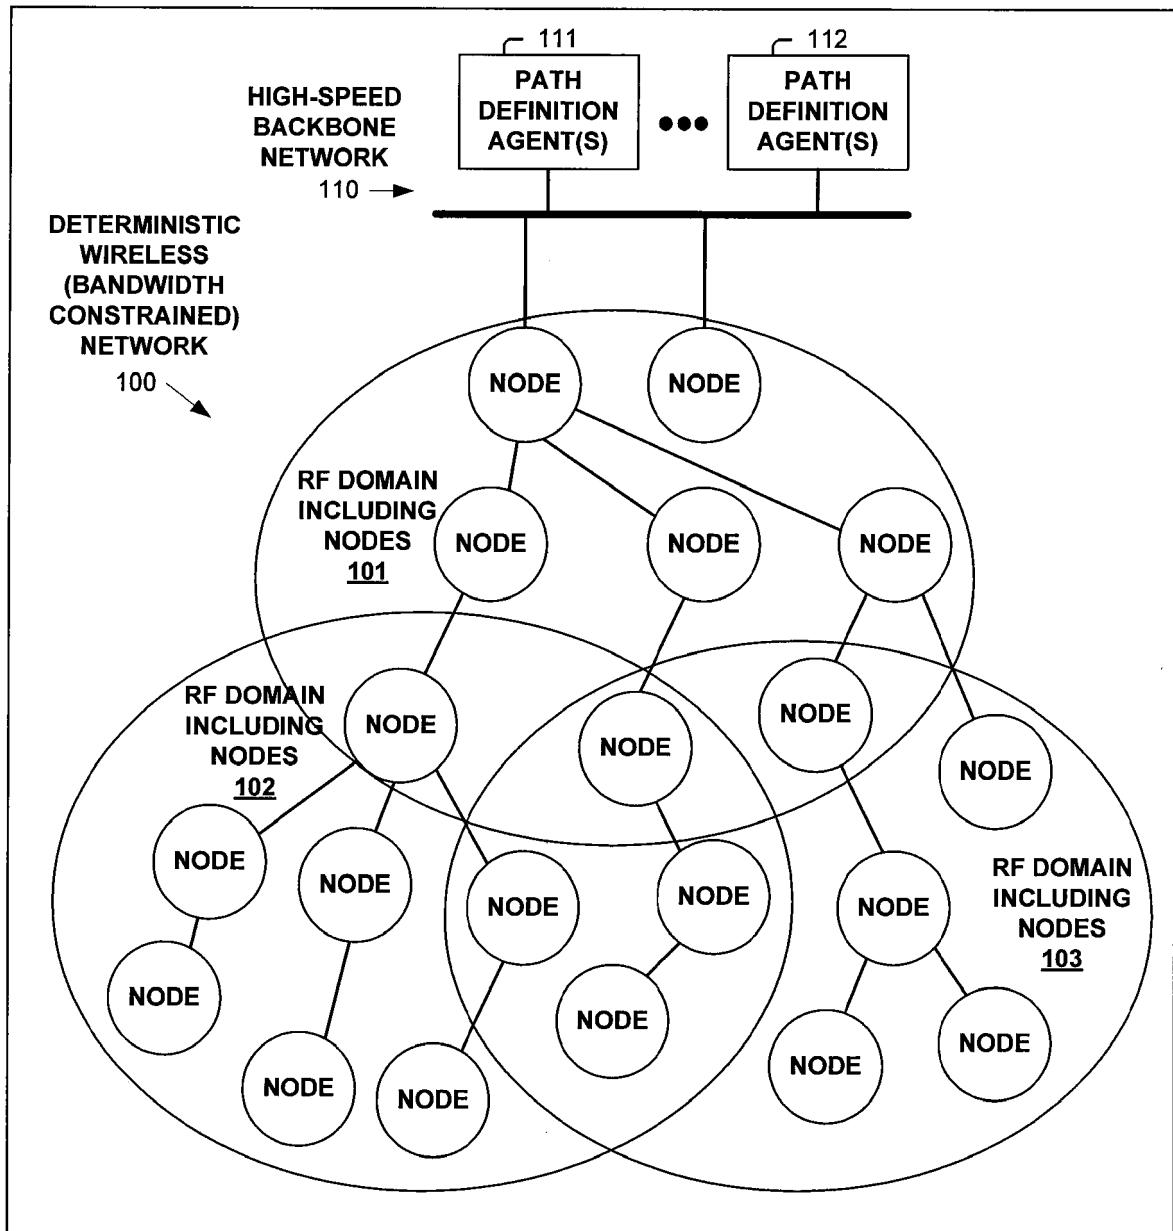 111
112
PATH
DEFINITION
AGENT(S)
PATH
DEFINITION
AGENT(S)
HIGH-SPEED
BACKBONE
NETWORK
110
DETERMINISTIC
WIRELESS
(BANDWIDTH
CONSTRAINED)
NETWORK
100
NODE
NODE
RF DOMAIN
INCLUDING
NODES
101
NODE
NODE
NODE
RF DOMAIN
INCLUDING
NODES
102
NODE
NODE
NODE
NODE
NODE
NODE
NODE
NODE
NODE
RF DOMAIN
INCLUDING
NODES
103
NODE
NODE
NODE
NODE
NODE
NODE